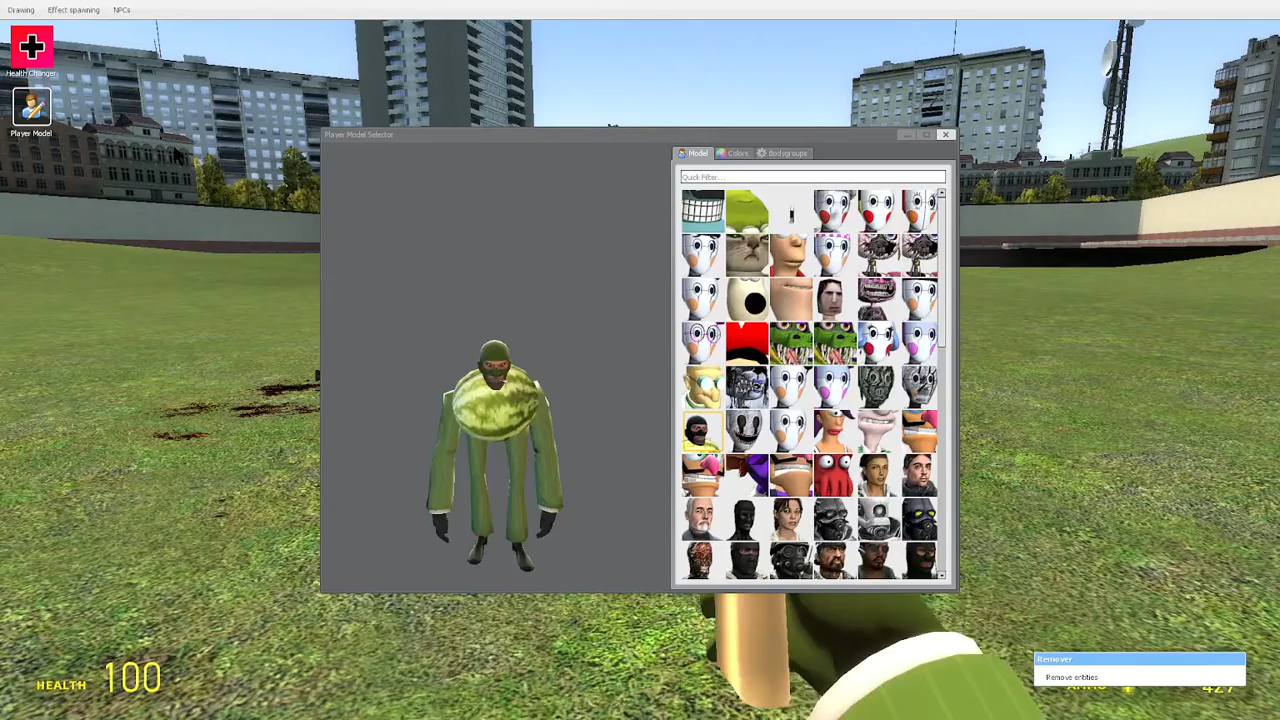 Drawing Effect spawning NPCs
Health Changer
Player Model
Player Model Selector
Model Colors Bodygroups
Quick Filter...
HEALTH 100
Remover
Remove entities